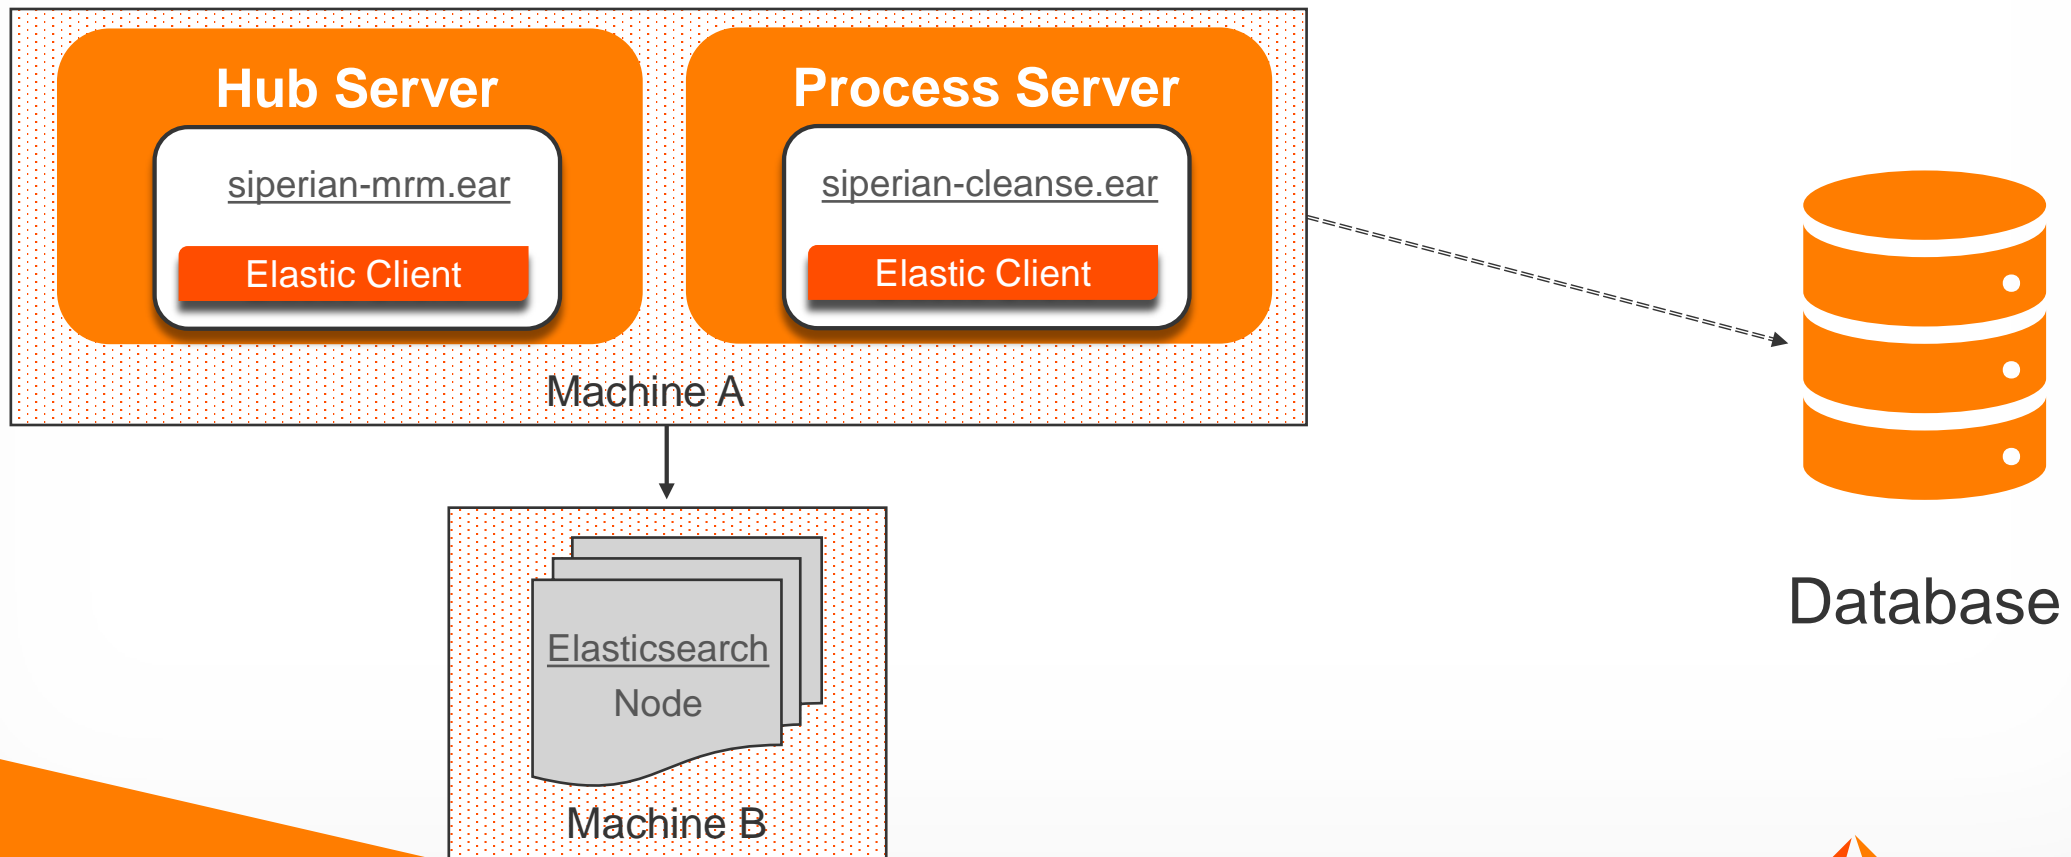 Hub Server
siperian-mrm.ear
Elastic Client
Process Server
siperian-cleanse.ear
Elastic Client
Machine A
Elasticsearch
Node
Machine B
Database